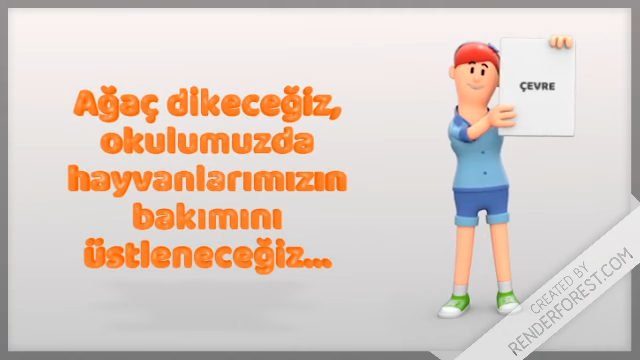 Ağaç dikeceğiz,
okulumuzda
hayvanlarımızın
bakımını
üstleneceğiz...
ÇEVRE
CREATED BY
RENDERFOREST.COM